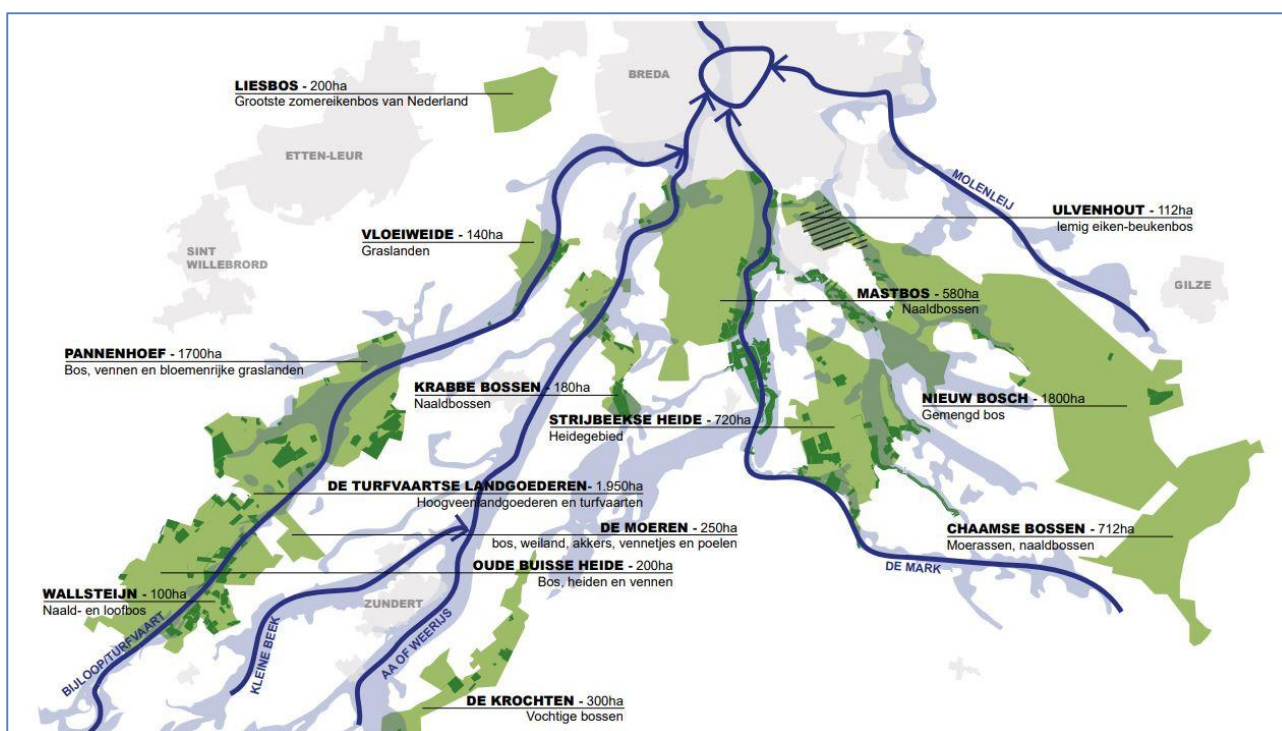 BREDA
LIESBOS - 200ha
Grootste zomereikenbos van Nederland
ETTEN-LEUR
MOLENLEIJ
ULVENHOUT - 112ha
lemig eiken-beukenbos
VLOEIWEIDE - 140ha
Graslanden
SINT
WILLEBRORD
GILZE
MASTBOS - 580ha
Naaldbossen
PANNENHOEF - 1700ha
Bos, vennen en bloemenrijke graslanden
KRABBE BOSSEN - 180ha
Naaldbossen
NIEUW BOSCH - 1800ha
Gemengd bos
STRIJBEEKSE HEIDE - 720ha
Heidegebied
DE TURFVAARTSE LANDGOEDEREN- 1.950ha
Hoogveenlandgoederen en turfvaarten
DE MOEREN - 250ha
bos, weiland, akkers, vennetjes en poelen
CHAAMSE BOSSEN - 712ha
Moerassen, naaldbossen
OUDE BUISSE HEIDE - 200ha
Bos, heiden en vennen
DE MARK
WALLSTEIJN - 100ha
Naald- en loofbos
ZUNDERT
BIJLOOP/TURFVAART
KLEINE BEEK
AA OF WEERIJS
DE KROCHTEN - 300ha
Vochtige bossen